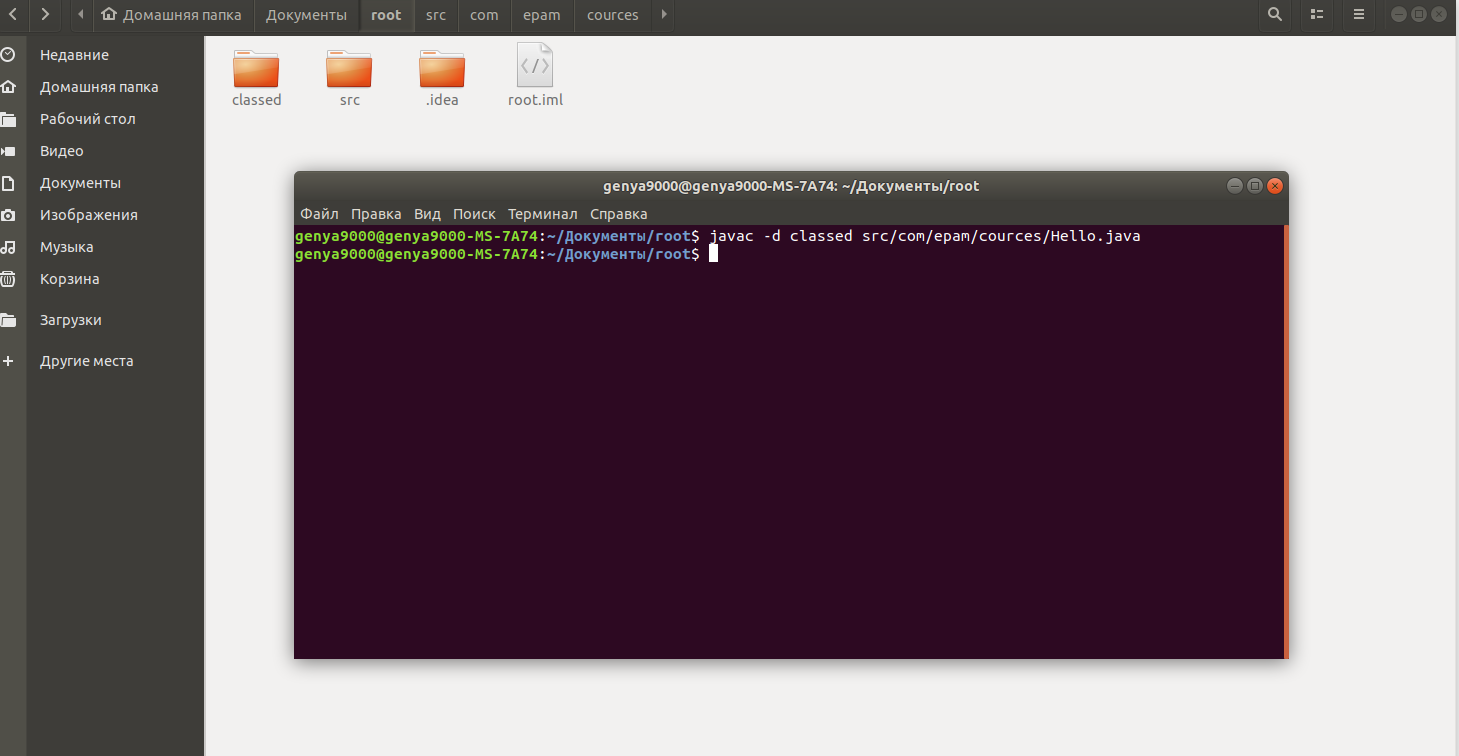 Домашняя папка Документы root src com epam cources
Недавние
Домашняя папка
Рабочий стол
Видео
Документы
Изображения
Музыка
Корзина
Загрузки
Другие места
classed src .idea root.iml
genya9000@genya9000-MS-7A74: ~/Документы/root
Файл Правка Вид Поиск Терминал Справка
genya9000@genya9000-MS-7A74:~/Документы/root$ javac -d classed src/com/epam/cources/Hello.java
genya9000@genya9000-MS-7A74:~/Документы/root$